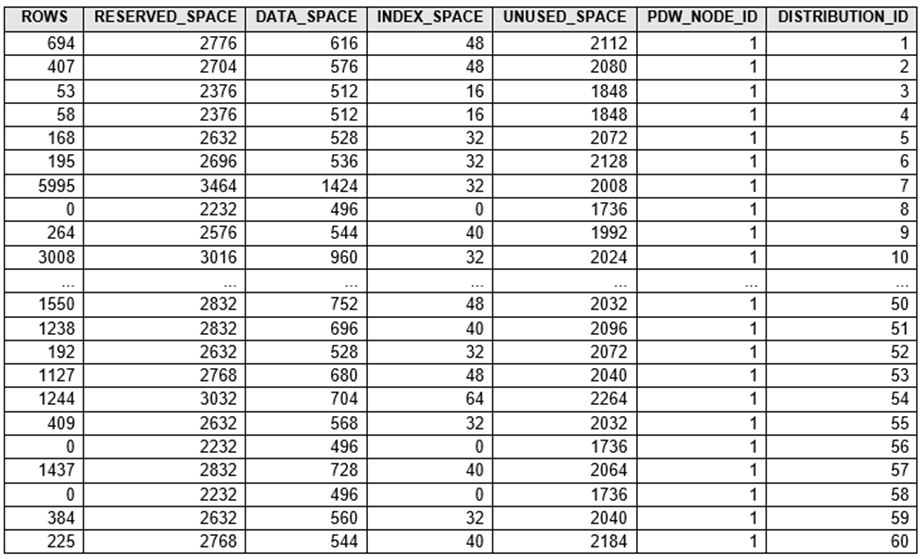 ROWS RESERVED_SPACE DATA_SPACE INDEX_SPACE UNUSED_SPACE PDW_NODE_ID DISTRIBUTION_ID
694 2776 616 48 2112 1 1
407 2704 576 48 2080 1 2
53 2376 512 16 1848 1 3
58 2376 512 16 1848 1 4
168 2632 528 32 2072 1 5
195 2696 536 32 2128 1 6
5995 3464 1424 32 2008 1 7
0 2232 496 0 1736 1 8
264 2576 544 40 1992 1 9
3008 3016 960 32 2024 1 10
... ... ... ... ... ... ...
1550 2832 752 48 2032 1 50
1238 2832 696 40 2096 1 51
192 2632 528 32 2072 1 52
1127 2768 680 48 2040 1 53
1244 3032 704 64 2264 1 54
409 2632 568 32 2032 1 55
0 2232 496 0 1736 1 56
1437 2832 728 40 2064 1 57
0 2232 496 0 1736 1 58
384 2632 560 32 2040 1 59
225 2768 544 40 2184 1 60